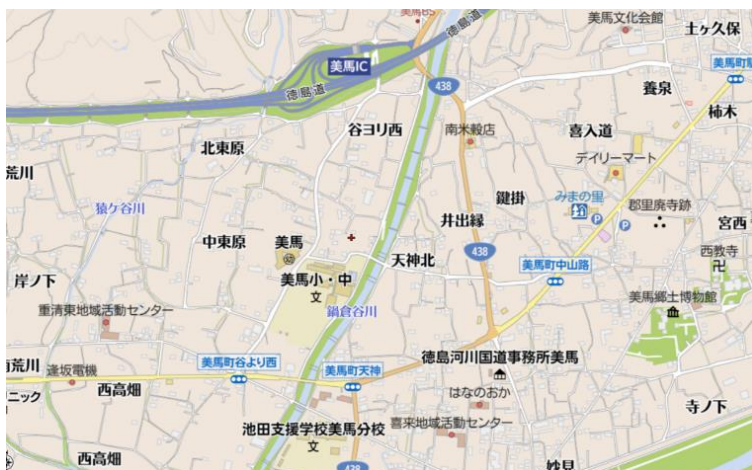 美馬BS
美馬文化会館
土ヶ久保
美馬IC
徳島道
438
美馬町駅
養泉
柿木
徳島道
谷ヨリ西
南米穀店
喜入道
北東原
デイリーマート
荒川
猿ケ谷川
鍵掛
みまの里
郡里廃寺跡
宮西
井出縁
中東原
美馬
438
天神北
西教寺
美馬町中山路
岸ノ下
美馬小・中
文
美馬郷土博物館
重清東地域活動センター
鍋倉谷川
荒川
逢坂電機
美馬町谷より西
美馬町天神
徳島河川国道事務所美馬
ニック
西高畑
はなのおか
池田支援学校美馬分校
文
喜来地域活動センター
寺ノ下
西高畑
438
妙見